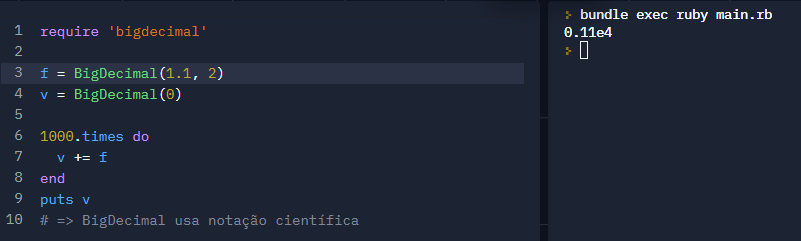 1 require 'bigdecimal'
2
3 f = BigDecimal(1.1, 2)
4 v = BigDecimal(0)
5
6 1000.times do
7   v += f
8 end
9 puts v
10 # => BigDecimal usa notação científica
> bundle exec ruby main.rb
0.11e4
>